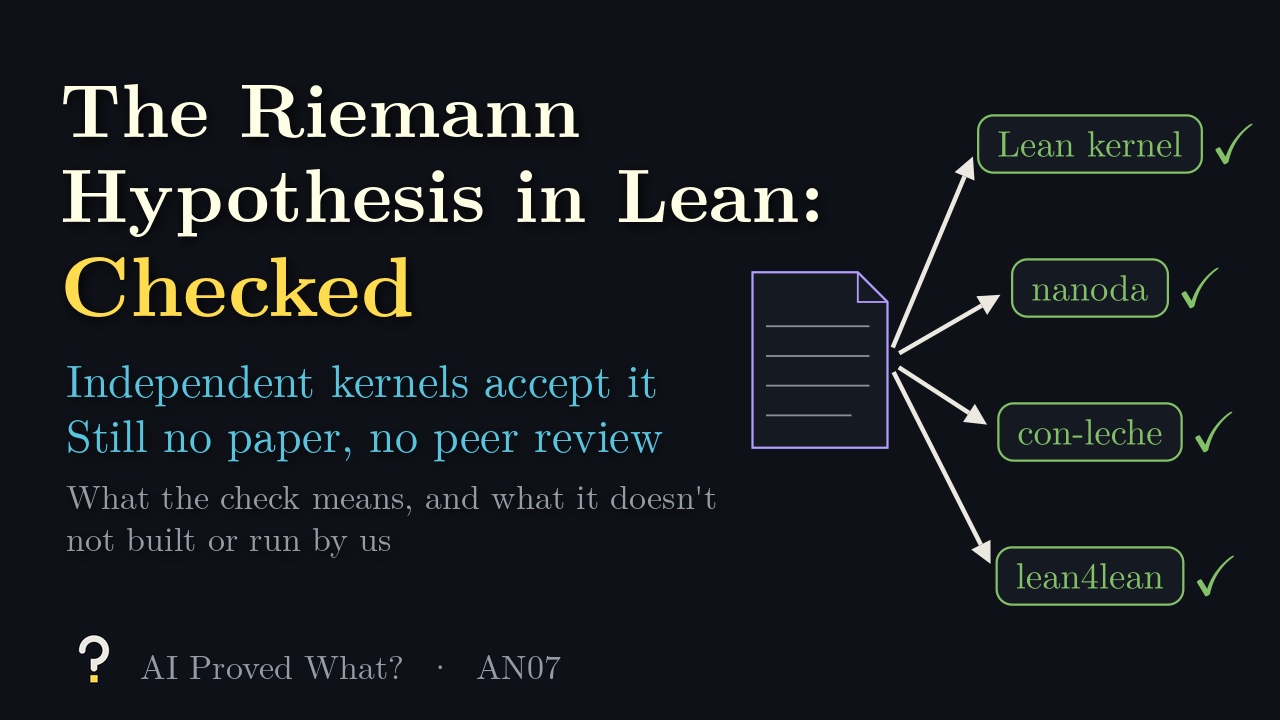 The Riemann
Hypothesis in Lean:
Checked
Independent kernels accept it
Still no paper, no peer review
What the check means, and what it doesn't
not built or run by us
Lean kernel
nanoda
con-leche
lean4lean
AI Proved What? · AN07